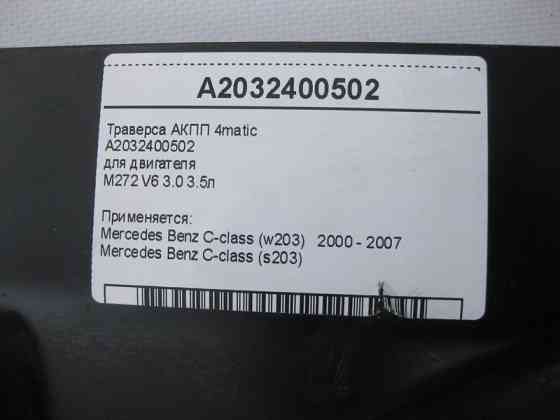 A2032400502
Траверса АКПП 4matic
A2032400502
для двигателя
M272 V6 3.0 3.5л
Применяется:
Mercedes Benz C-class (w203) 2000 - 2007
Mercedes Benz C-class (s203)